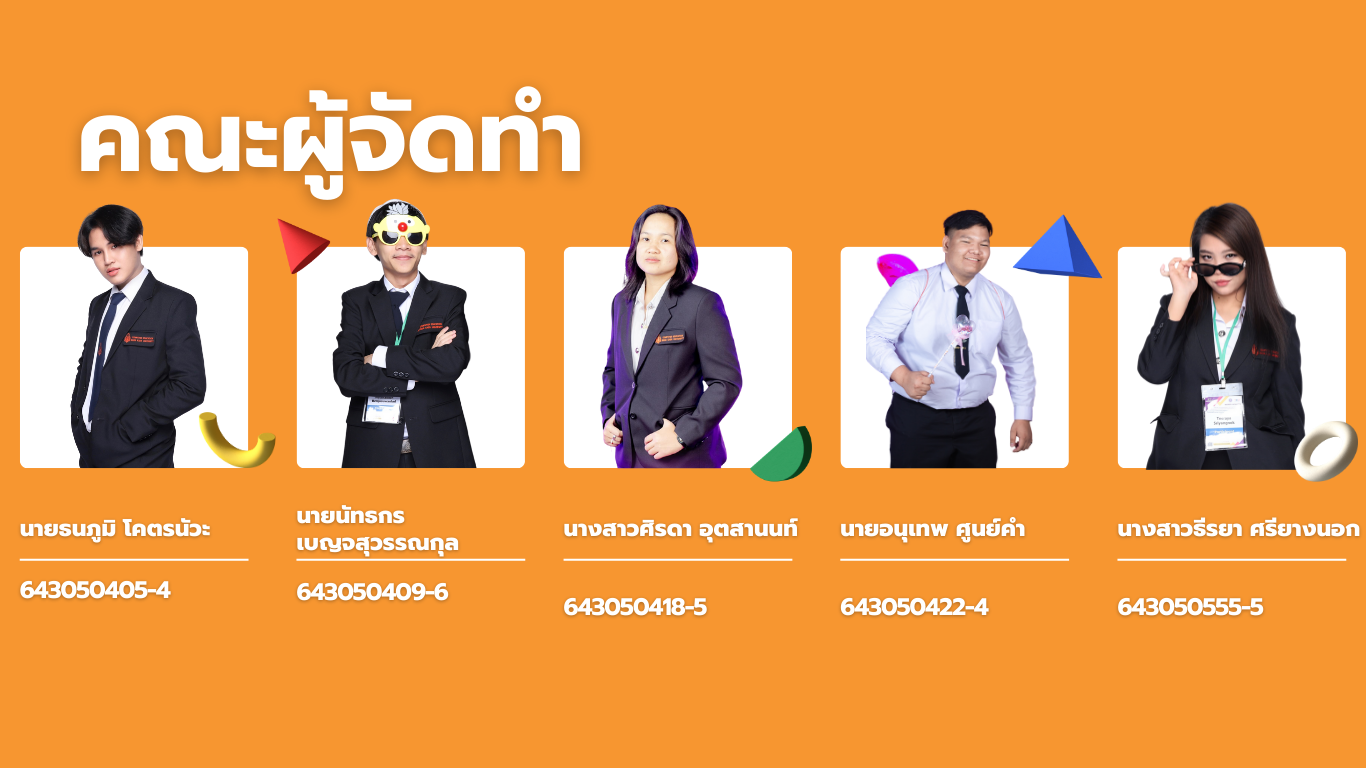 คณะผู้จัดทำ
นายธนภูมิ โคตรนัวะ
643050405-4
นายนัทธกร
เบญจสุวรรณกุล
643050409-6
นางสาวศิรดา อุตสานนท์
643050418-5
นายอนุเทพ ศูนย์คำ
643050422-4
นางสาวธีรยา ศรียางนอก
643050555-5